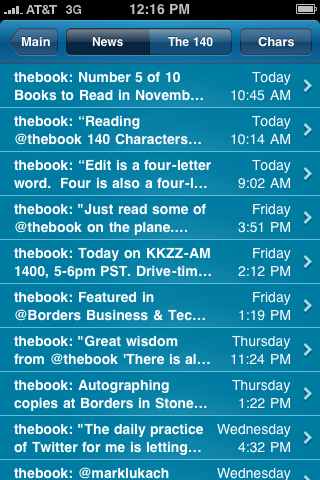 AT&T 3G 12:16 PM
Main News The 140 Chars
thebook: Number 5 of 10 Today
Books to Read in Novemb... 10:45 AM
thebook: “Reading Today
@thebook 140 Characters... 10:14 AM
thebook: “Edit is a four-letter Today
word.  Four is also a four-l... 9:02 AM
thebook: "Just read some of Friday
@thebook on the plane.... 3:51 PM
thebook: Today on KKZZ-AM Friday
1400, 5-6pm PST. Drive-tim... 2:12 PM
thebook: Featured in Friday
@Borders Business & Tec... 1:19 PM
thebook: "Great wisdom Thursday
from @thebook 'There is al... 11:24 PM
thebook: Autographing Thursday
copies at Borders in Stone... 1:22 PM
thebook: "The daily practice Wednesday
of Twitter for me is letting... 4:32 PM
thebook: @marklukach Wednesday